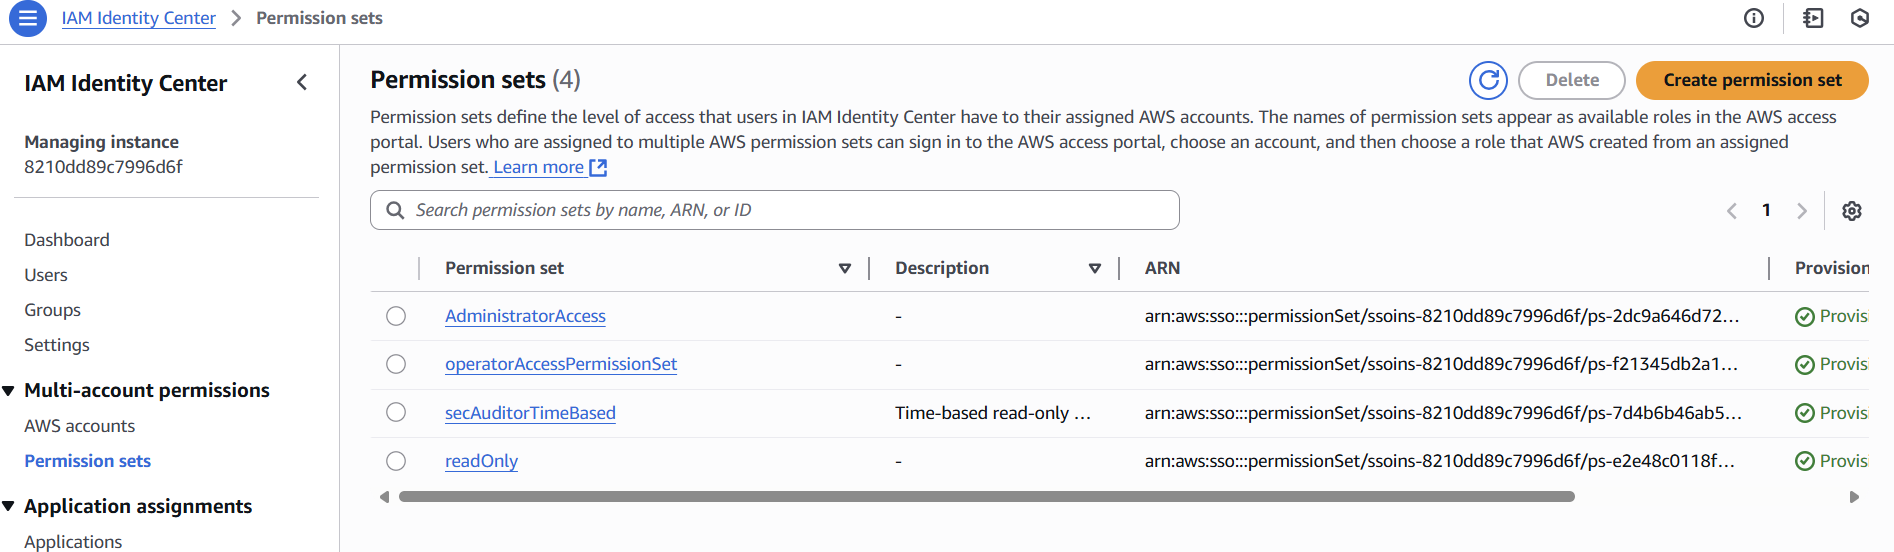 IAM Identity Center > Permission sets
IAM Identity Center
Managing instance
8210dd89c7996d6f
Dashboard
Users
Groups
Settings
Multi-account permissions
AWS accounts
Permission sets
Application assignments
Applications
Permission sets (4)
Delete
Create permission set
Permission sets define the level of access that users in IAM Identity Center have to their assigned AWS accounts. The names of permission sets appear as available roles in the AWS access
portal. Users who are assigned to multiple AWS permission sets can sign in to the AWS access portal, choose an account, and then choose a role that AWS created from an assigned
permission set. Learn more
Search permission sets by name, ARN, or ID
1
Permission set Description ARN Provision
AdministratorAccess - arn:aws:sso:::permissionSet/ssoins-8210dd89c7996d6f/ps-2dc9a646d72... Provisi
operatorAccessPermissionSet - arn:aws:sso:::permissionSet/ssoins-8210dd89c7996d6f/ps-f21345db2a1... Provisi
secAuditorTimeBased Time-based read-only ... arn:aws:sso:::permissionSet/ssoins-8210dd89c7996d6f/ps-7d4b6b46ab5... Provisi
readOnly - arn:aws:sso:::permissionSet/ssoins-8210dd89c7996d6f/ps-e2e48c0118f... Provisi